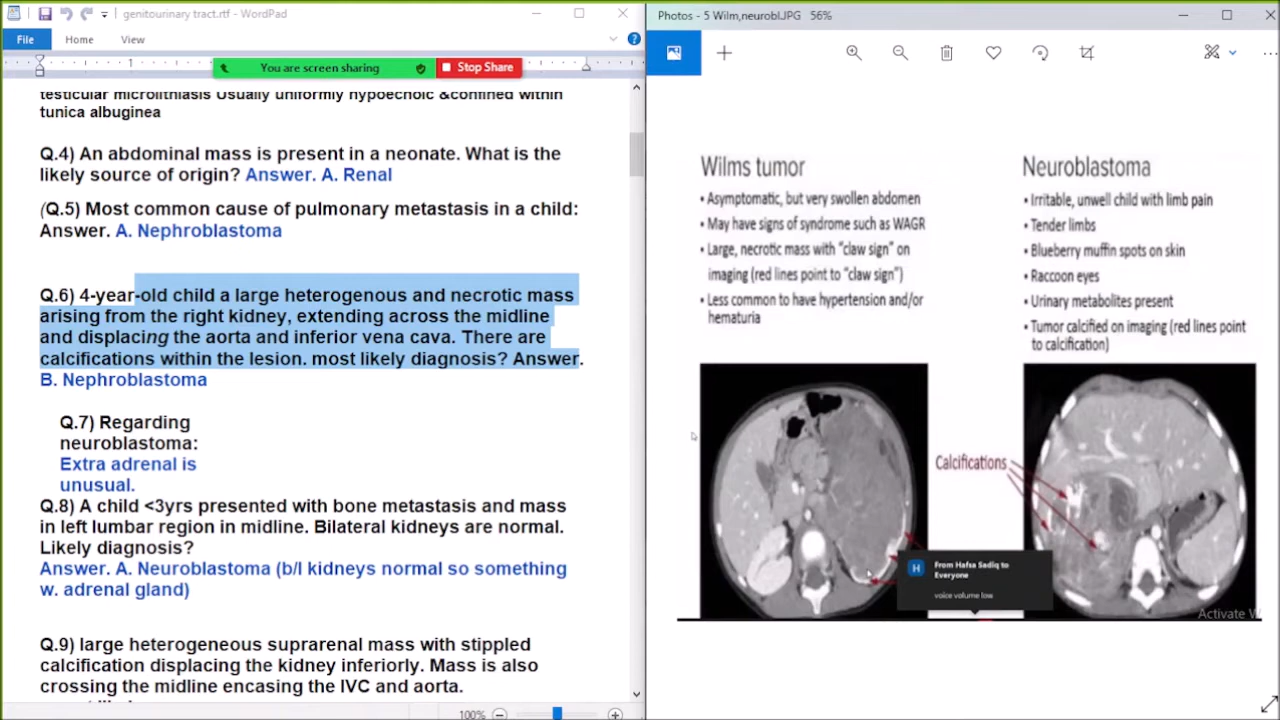 genitourinary tract.rtf - WordPad
File
Home
View
You are screen sharing
Stop Share
testicular microlithiasis Usually uniformly hypoechoic &confined within
tunica albuginea
Q.4) An abdominal mass is present in a neonate. What is the
likely source of origin? Answer. A. Renal
(Q.5) Most common cause of pulmonary metastasis in a child:
Answer. A. Nephroblastoma
Q.6) 4-year-old child a large heterogenous and necrotic mass
arising from the right kidney, extending across the midline
and displacing the aorta and inferior vena cava. There are
calcifications within the lesion. most likely diagnosis? Answer.
B. Nephroblastoma
Q.7) Regarding
neuroblastoma:
Extra adrenal is
unusual.
Q.8) A child <3yrs presented with bone metastasis and mass
in left lumbar region in midline. Bilateral kidneys are normal.
Likely diagnosis?
Answer. A. Neuroblastoma (b/l kidneys normal so something
w. adrenal gland)
Q.9) large heterogeneous suprarenal mass with stippled
calcification displacing the kidney inferiorly. Mass is also
crossing the midline encasing the IVC and aorta.
100%
Photos - 5 Wilm,neurobl.JPG 56%
Wilms tumor
• Asymptomatic, but very swollen abdomen
• May have signs of syndrome such as WAGR
• Large, necrotic mass with “claw sign” on
imaging (red lines point to “claw sign”)
• Less common to have hypertension and/or
hematuria
Neuroblastoma
• Irritable, unwell child with limb pain
• Tender limbs
• Blueberry muffin spots on skin
• Raccoon eyes
• Urinary metabolites present
• Tumor calcified on imaging (red lines point
to calcification)
Calcifications
H
From Hafsa Sadiq to
Everyone
voice volume low
Activate W